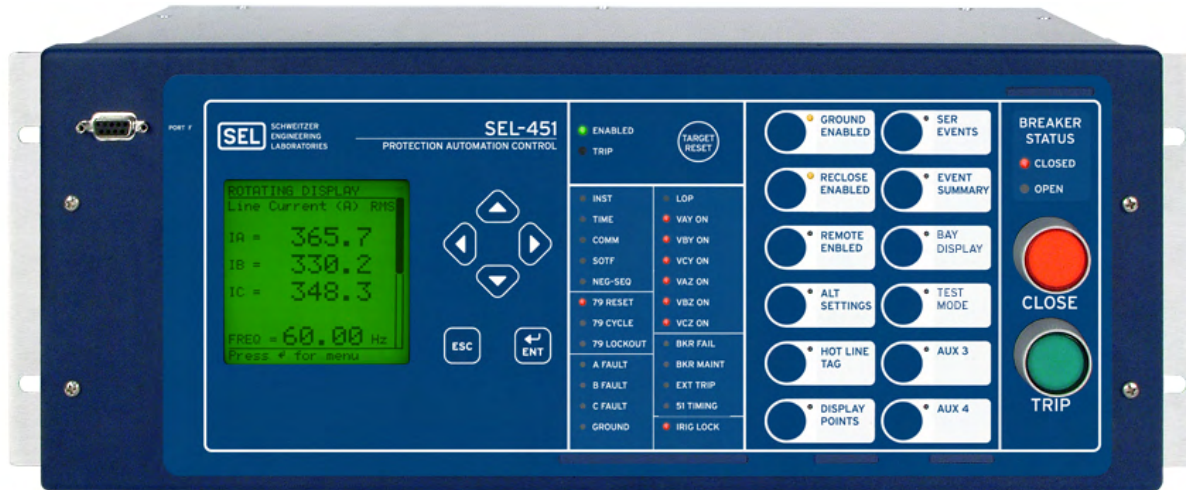 PORT F
SEL
SCHWEITZER
ENGINEERING
LABORATORIES
SEL-451
PROTECTION AUTOMATION CONTROL
ROTATING DISPLAY
Line Current (A) RMS
IA = 365.7
IB = 330.2
IC = 348.3
FREQ = 60.00 Hz
Press ↵ for menu
ESC
ENT
ENABLED
TRIP
TARGET
RESET
INST
TIME
COMM
SOTF
NEG-SEQ
79 RESET
79 CYCLE
79 LOCKOUT
A FAULT
B FAULT
C FAULT
GROUND
LOP
VAY ON
VBY ON
VCY ON
VAZ ON
VBZ ON
VCZ ON
BKR FAIL
BKR MAINT
EXT TRIP
51 TIMING
IRIG LOCK
GROUND
ENABLED
RECLOSE
ENABLED
REMOTE
ENBLED
ALT
SETTINGS
HOT LINE
TAG
DISPLAY
POINTS
SER
EVENTS
EVENT
SUMMARY
BAY
DISPLAY
TEST
MODE
AUX 3
AUX 4
BREAKER
STATUS
CLOSED
OPEN
CLOSE
TRIP